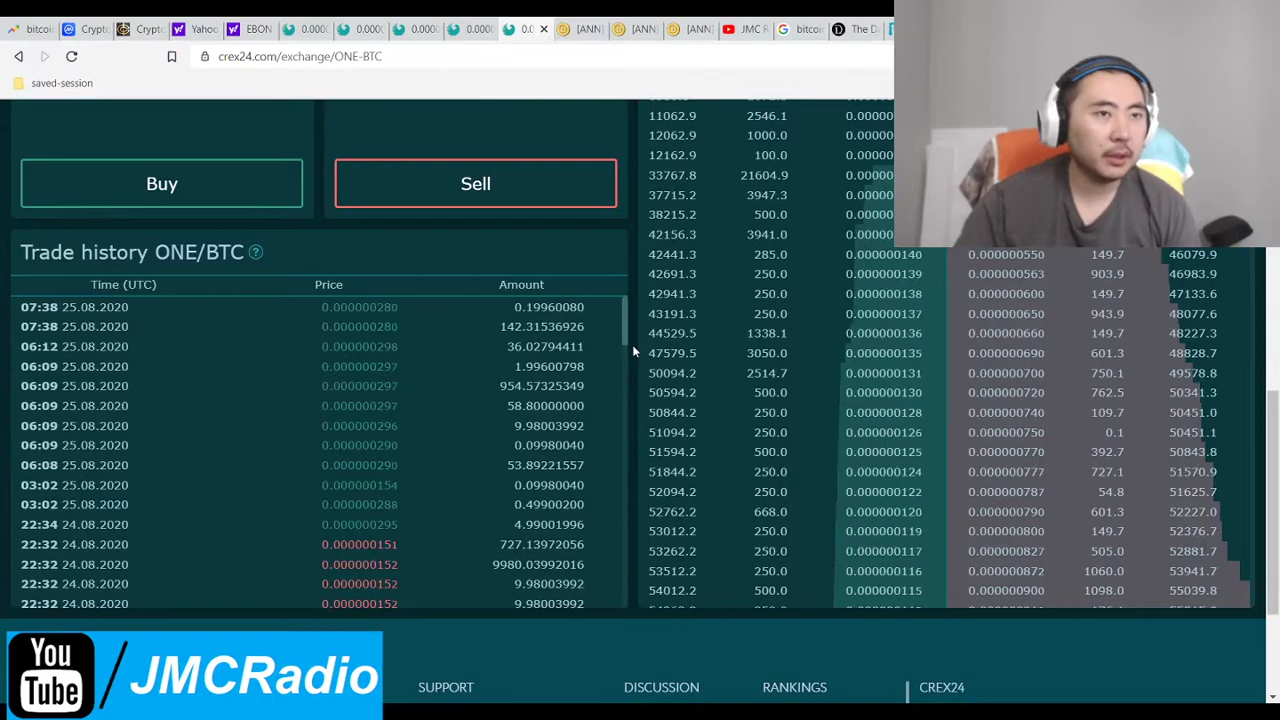 bitcoi
Crypto
Crypt
Yahoo
EBON
0.000
0.000
0.000
0.000
0.0
[ANN]
[ANN]
[ANN]
JMC R
bitcoin
The D
crex24.com/exchange/ONE-BTC
saved-session
Buy
Sell
Trade history ONE/BTC ?
Time (UTC) Price Amount
07:38 25.08.2020 0.000000280 0.19960080
07:38 25.08.2020 0.000000280 142.31536926
06:12 25.08.2020 0.000000298 36.02794411
06:09 25.08.2020 0.000000297 1.99600798
06:09 25.08.2020 0.000000297 954.57325349
06:09 25.08.2020 0.000000297 58.80000000
06:09 25.08.2020 0.000000296 9.98003992
06:09 25.08.2020 0.000000290 0.09980040
06:08 25.08.2020 0.000000290 53.89221557
03:02 25.08.2020 0.000000154 0.09980040
03:02 25.08.2020 0.000000288 0.49900200
22:34 24.08.2020 0.000000295 4.99001996
22:32 24.08.2020 0.000000151 727.13972056
22:32 24.08.2020 0.000000152 9980.03992016
22:32 24.08.2020 0.000000152 9.98003992
22:32 24.08.2020 0.000000152 9.98003992
11062.9 2546.1 0.00000
12062.9 1000.0 0.00000
12162.9 100.0 0.00000
33767.8 21604.9 0.00000
37715.2 3947.3 0.00000
38215.2 500.0 0.00000
42156.3 3941.0 0.00000
42441.3 285.0 0.000000140 0.000000550 149.7 46079.9
42691.3 250.0 0.000000139 0.000000563 903.9 46983.9
42941.3 250.0 0.000000138 0.000000600 149.7 47133.6
43191.3 250.0 0.000000137 0.000000650 943.9 48077.6
44529.5 1338.1 0.000000136 0.000000660 149.7 48227.3
47579.5 3050.0 0.000000135 0.000000690 601.3 48828.7
50094.2 2514.7 0.000000131 0.000000700 750.1 49578.8
50594.2 500.0 0.000000130 0.000000720 762.5 50341.3
50844.2 250.0 0.000000128 0.000000740 109.7 50451.0
51094.2 250.0 0.000000126 0.000000750 0.1 50451.1
51594.2 500.0 0.000000125 0.000000770 392.7 50843.8
51844.2 250.0 0.000000124 0.000000777 727.1 51570.9
52094.2 250.0 0.000000122 0.000000787 54.8 51625.7
52762.2 668.0 0.000000120 0.000000790 601.3 52227.0
53012.2 250.0 0.000000119 0.000000800 149.7 52376.7
53262.2 250.0 0.000000117 0.000000827 505.0 52881.7
53512.2 250.0 0.000000116 0.000000872 1060.0 53941.7
54012.2 500.0 0.000000115 0.000000900 1098.0 55039.8
You Tube /JMCRadio
SUPPORT
DISCUSSION
RANKINGS
CREX24